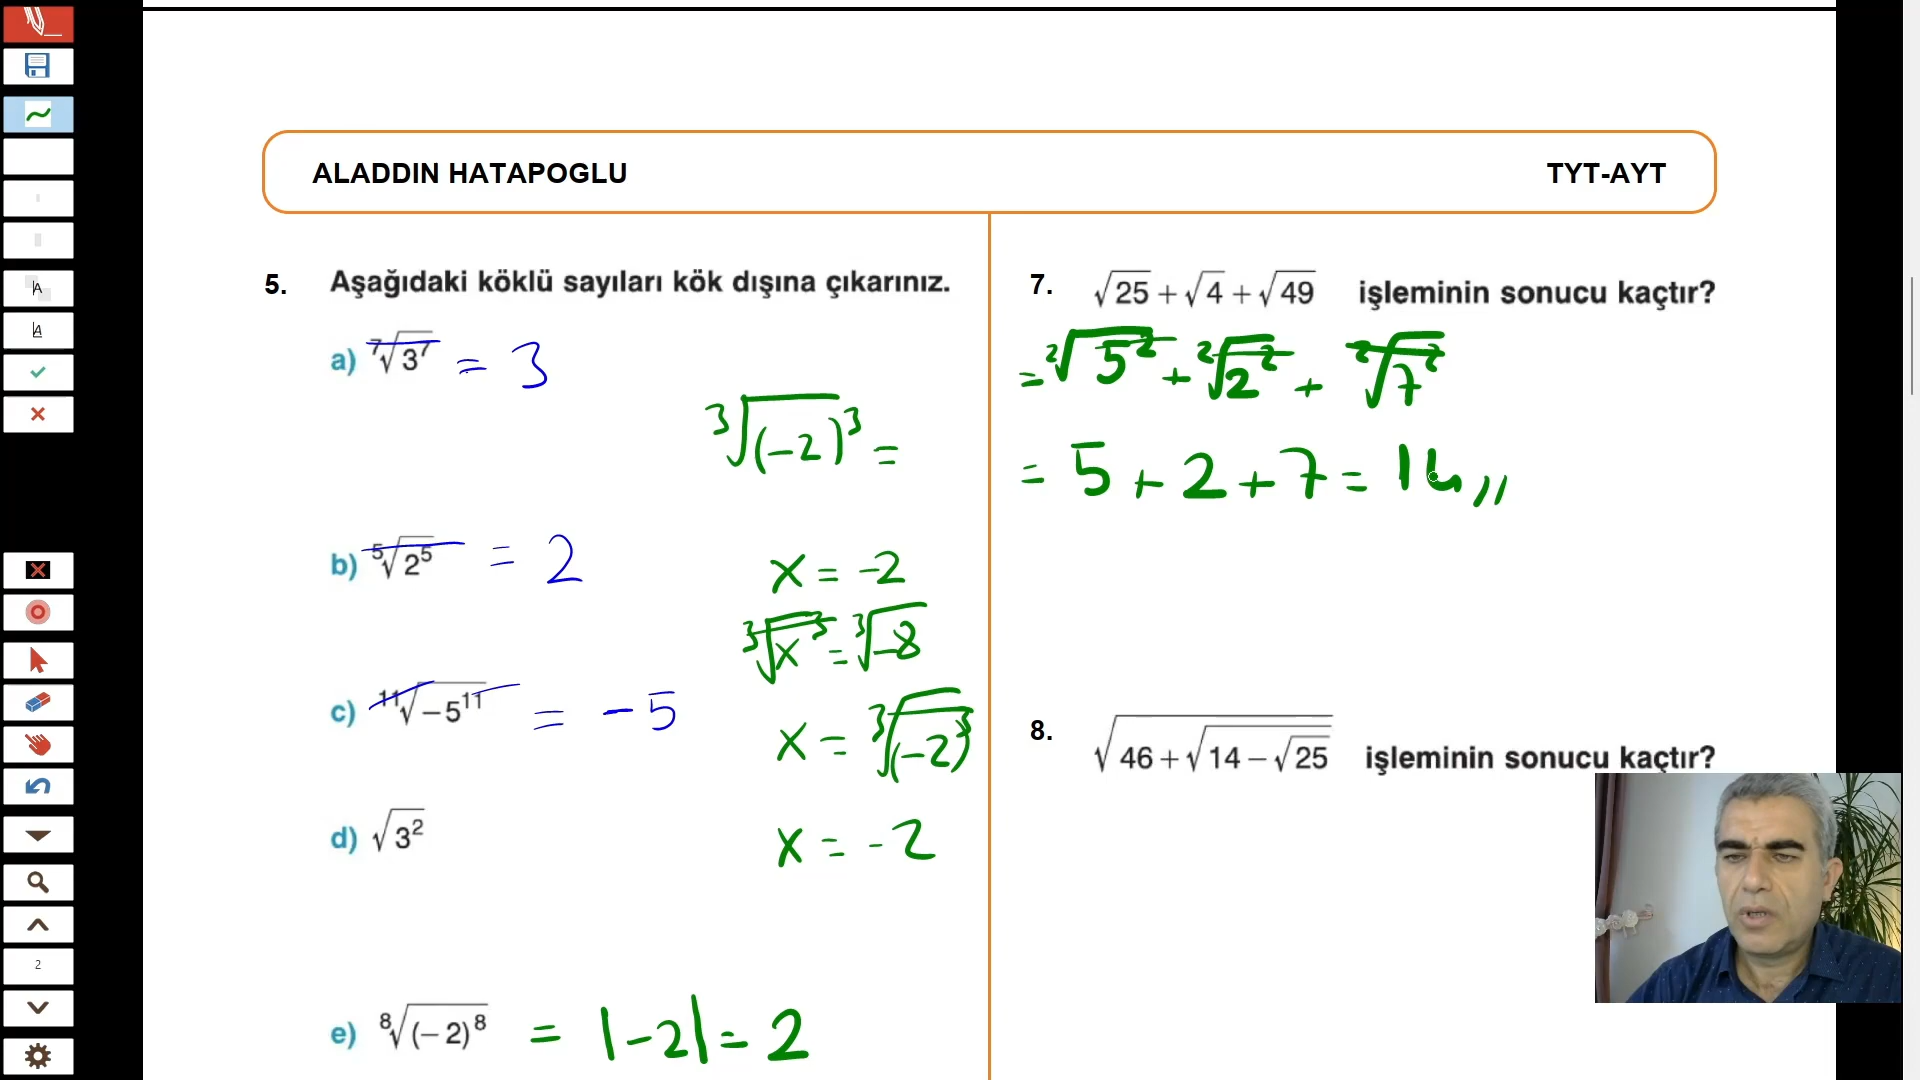 ALADDIN HATAPOGLU
TYT-AYT
5. Aşağıdaki köklü sayıları kök dışına çıkarınız.
a) ⁷√3⁷ = 3
³√(-2)³ =
b) ⁵√2⁵ = 2
x = -2
³√x³ = ³√-8
c) ¹¹√-5¹¹ = -5
x = ³√(-2)³
d) √3²
x = -2
e) ⁸√(-2)⁸ = |-2| = 2
7. √25 + √4 + √49 işleminin sonucu kaçtır?
= ²√5² + ²√2² + ²√7²
= 5 + 2 + 7 = 14,,
8. √(46 + √(14 - √25)) işleminin sonucu kaçtır?
A
A
2